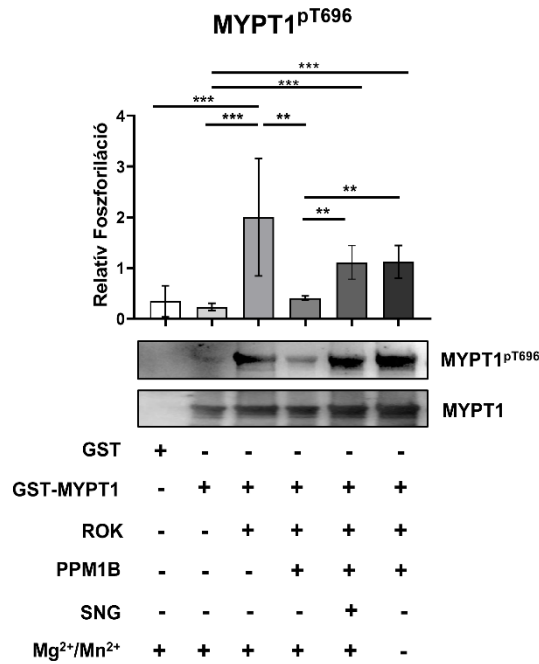 MYPT1pT696
***
***
***
*** **
**
**
Relatív Foszforiláció
4
3
2
1
0
MYPT1pT696
MYPT1
GST + - - - - -
GST-MYPT1 - + + + + +
ROK - - + + + +
PPM1B - - - + + +
SNG - - - - + -
Mg2+/Mn2+ + + + + + -